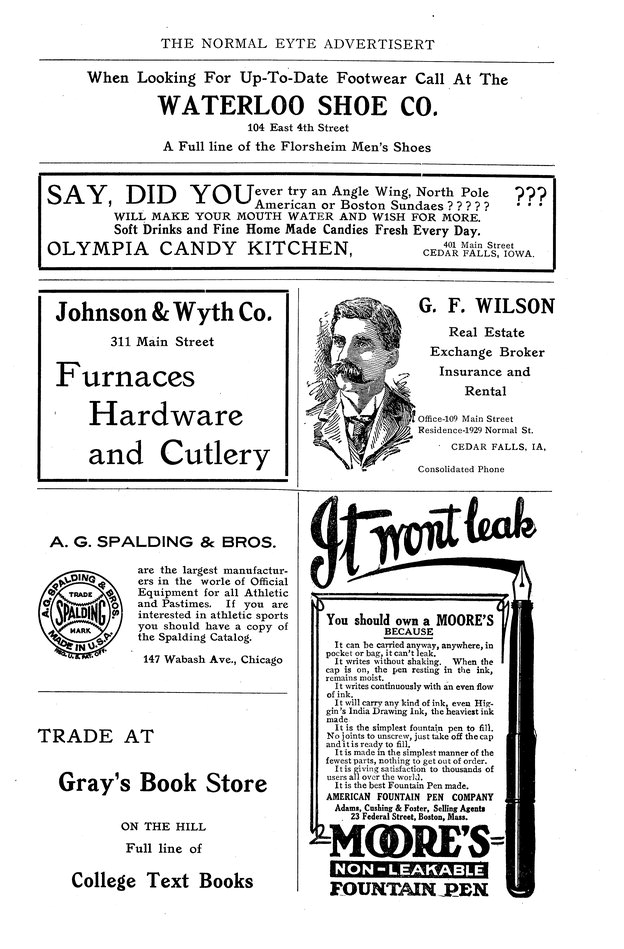 THE NORMAL EYTE ADVERTISERT
When Looking For Up-To-Date Footwear Call At The
WATERLOO SHOE CO.
104 East 4th Street
A Full line of the Florsheim Men's Shoes
SAY, DID YOU ever try an Angle Wing, North Pole
American or Boston Sundaes ? ? ? ? ?
???
WILL MAKE YOUR MOUTH WATER AND WISH FOR MORE.
Soft Drinks and Fine Home Made Candies Fresh Every Day.
OLYMPIA CANDY KITCHEN,
401 Main Street
CEDAR FALLS, IOWA.
Johnson & Wyth Co.
311 Main Street
Furnaces
Hardware
and Cutlery
G. F. WILSON
Real Estate
Exchange Broker
Insurance and
Rental
Office-109 Main Street
Residence-1929 Normal St.
CEDAR FALLS, IA,
Consolidated Phone
A. G. SPALDING & BROS.
A.G. SPALDING & BROS.
TRADE
SPALDING
MARK
MADE IN U.S.A.
REG. U.S. PAT. OFF.
are the largest manufactur-
ers in the worle of Official
Equipment for all Athletic
and Pastimes. If you are
interested in athletic sports
you should have a copy of
the Spalding Catalog.
147 Wabash Ave., Chicago
TRADE AT
Gray's Book Store
ON THE HILL
Full line of
College Text Books
It wont leak
You should own a MOORE'S
BECAUSE
It can be carried anyway, anywhere, in
pocket or bag, it can't leak.
It writes without shaking. When the
cap is on, the pen resting in the ink,
remains moist.
It writes continuously with an even flow
of ink.
It will carry any kind of ink, even Hig-
gin's India Drawing Ink, the heaviest ink
made
It is the simplest fountain pen to fill.
No joints to unscrew, just take off the cap
and it is ready to fill.
It is made in the simplest manner of the
fewest parts, nothing to get out of order.
It is giving satisfaction to thousands of
users all over the world.
It is the best Fountain Pen made.
AMERICAN FOUNTAIN PEN COMPANY
Adams, Cushing & Foster, Selling Agents
23 Federal Street, Boston, Mass.
MOORE'S
NON-LEAKABLE
FOUNTAIN PEN